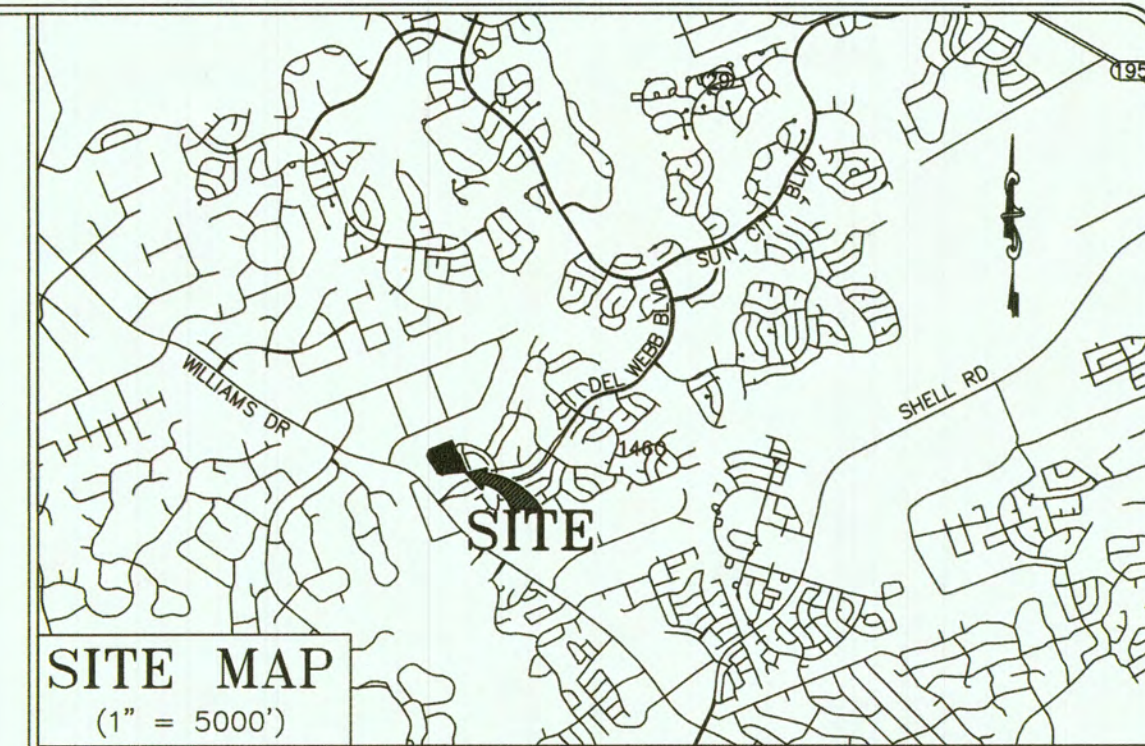 195
29
SUN CITY BLVD
DEL WEBB BLVD
WILLIAMS DR
SHELL RD
1460
SITE
SITE MAP
(1" = 5000')